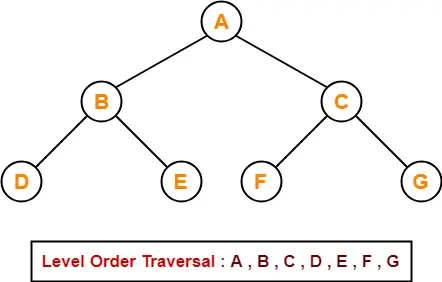 A
B C
D E F G
Level Order Traversal : A , B , C , D , E , F , G